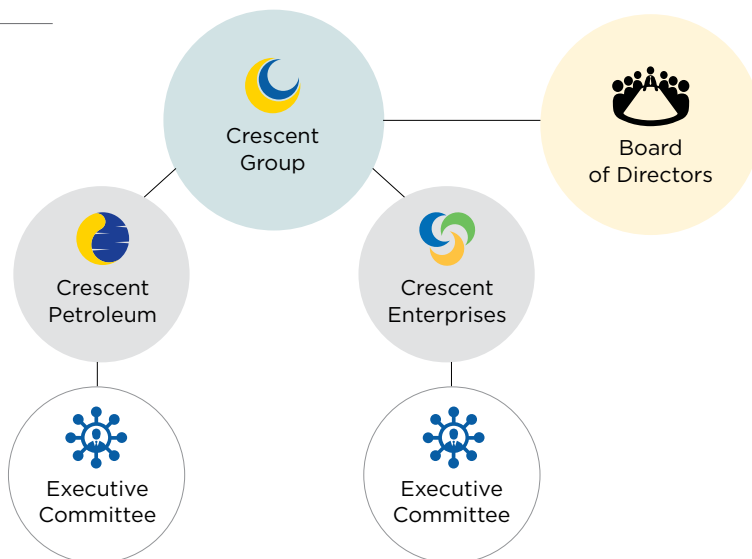 Crescent
Group
Board
of Directors
Crescent
Petroleum
Crescent
Enterprises
Executive
Committee
Executive
Committee